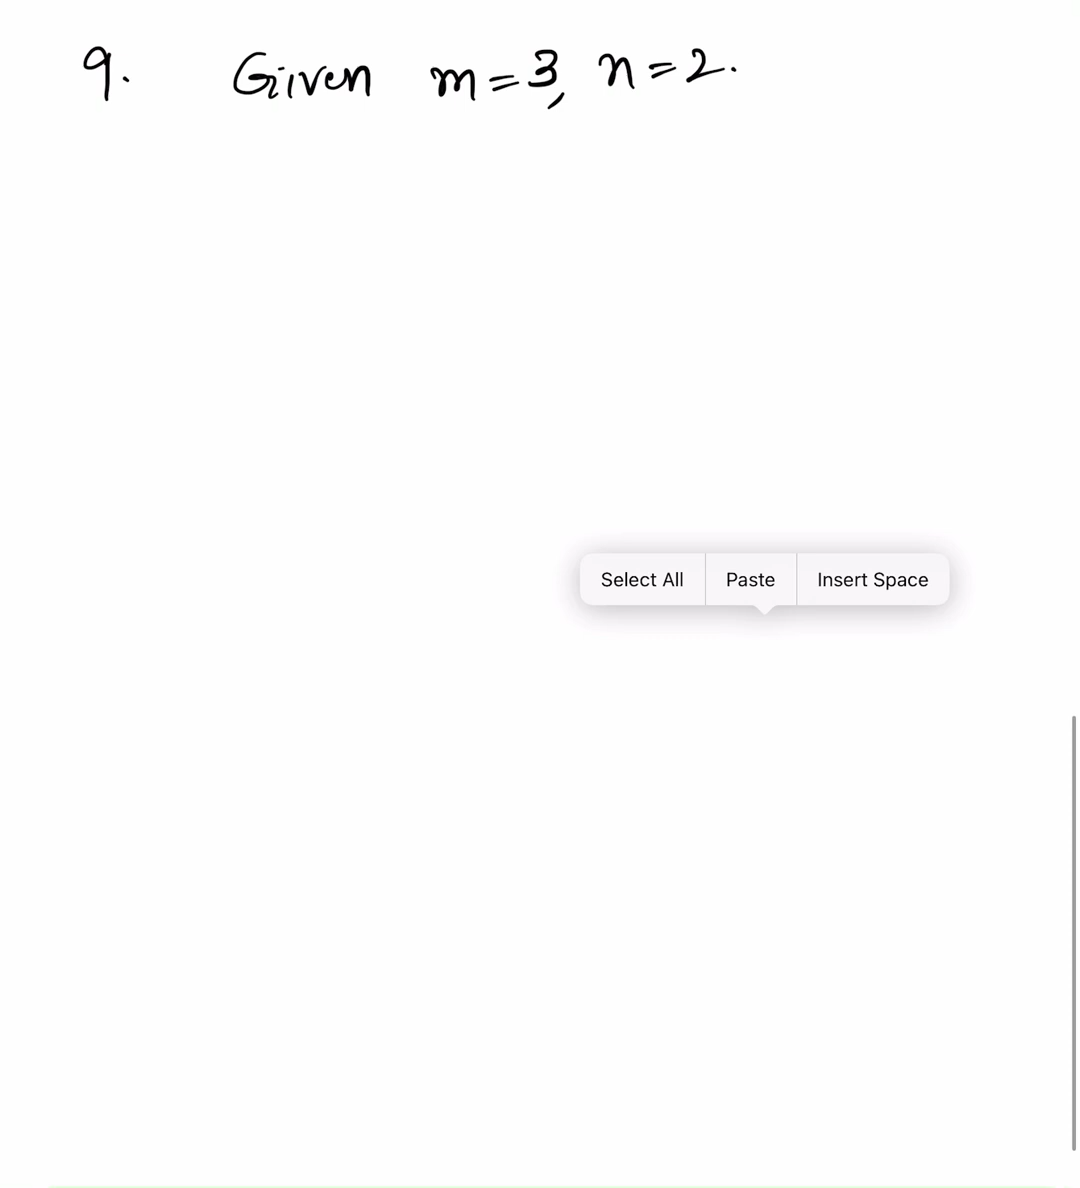 9. Given m=3, n=2.
Select All Paste Insert Space